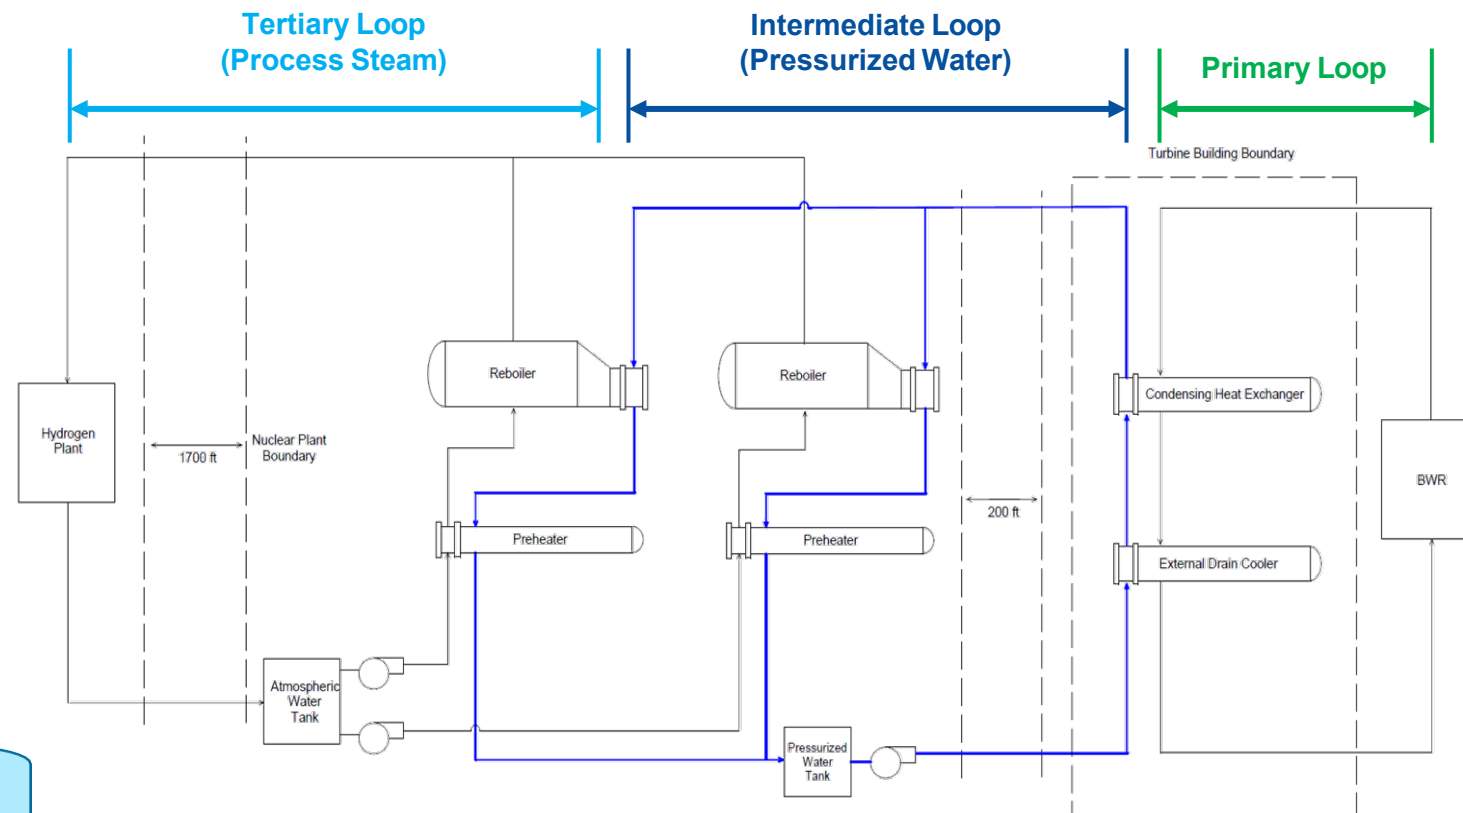 Tertiary Loop
(Process Steam)
Intermediate Loop
(Pressurized Water)
Primary Loop
Turbine Building Boundary
Reboiler
Reboiler
Condensing Heat Exchanger
Hydrogen
Plant
1700 ft
Nuclear Plant
Boundary
BWR
200 ft
Preheater
Preheater
External Drain Cooler
Atmospheric
Water
Tank
Pressurized
Water
Tank